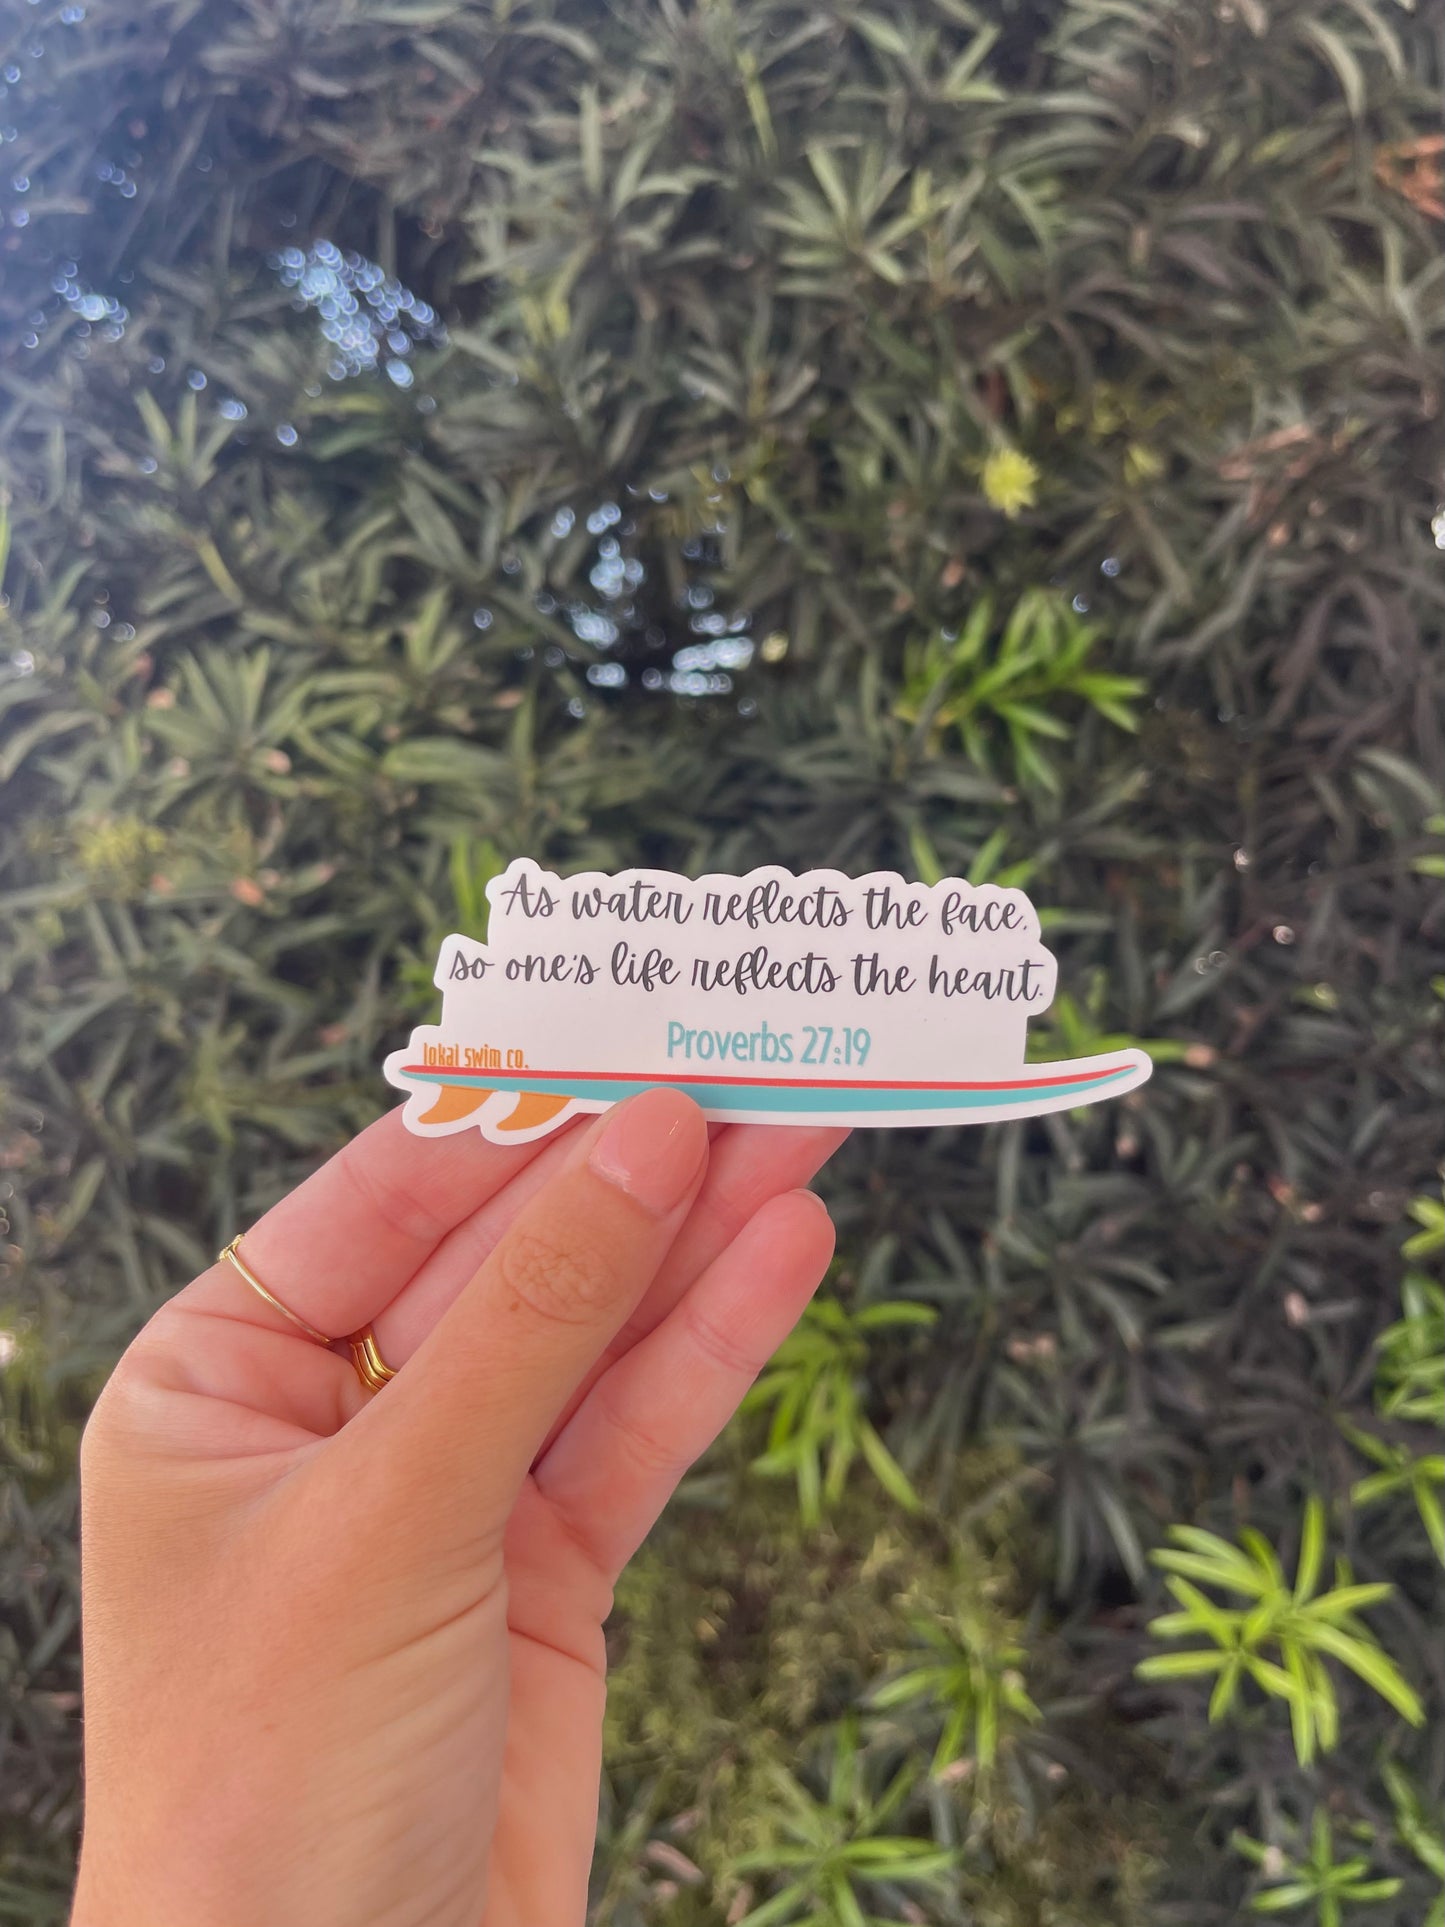 As water reflects the face,
so one's life reflects the heart.
Proverbs 27:19
lokal swim co.